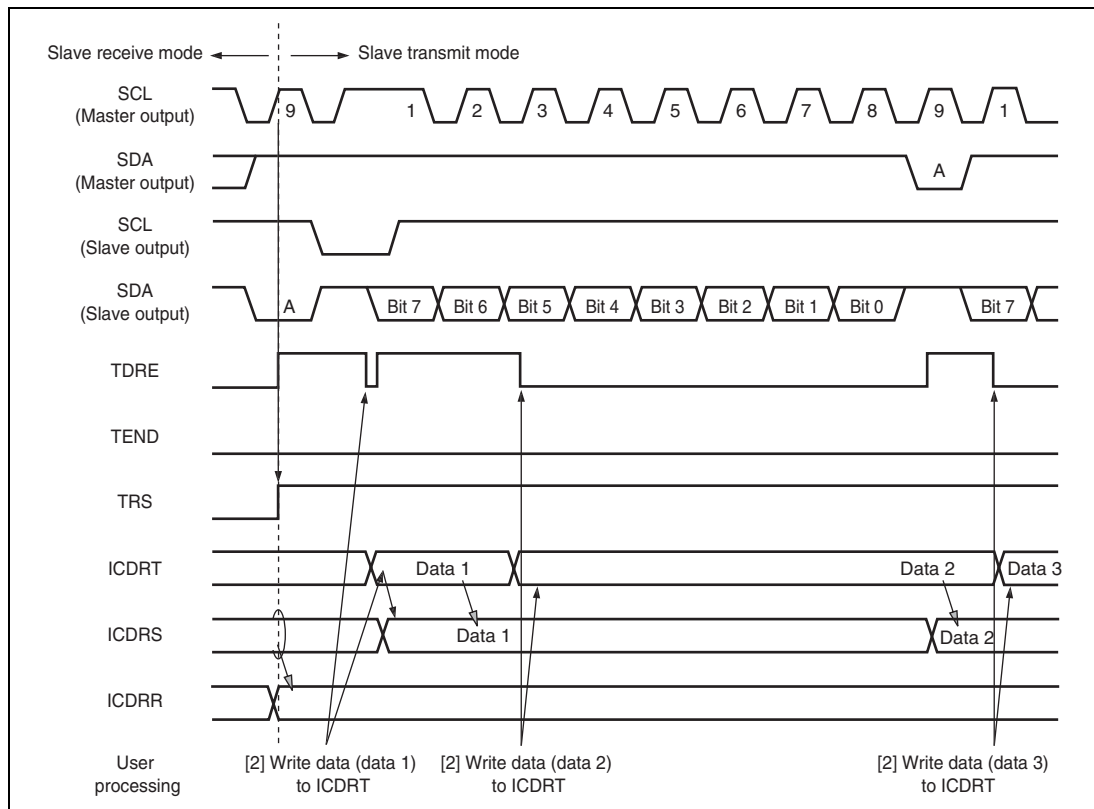 Slave receive mode
Slave transmit mode
SCL
(Master output)
9
1
2
3
4
5
6
7
8
9
1
SDA
(Master output)
A
SCL
(Slave output)
SDA
(Slave output)
A
Bit 7
Bit 6
Bit 5
Bit 4
Bit 3
Bit 2
Bit 1
Bit 0
Bit 7
TDRE
TEND
TRS
ICDRT
Data 1
Data 2
Data 3
ICDRS
Data 1
Data 2
ICDRR
User
processing
[2] Write data (data 1)
to ICDRT
[2] Write data (data 2)
to ICDRT
[2] Write data (data 3)
to ICDRT